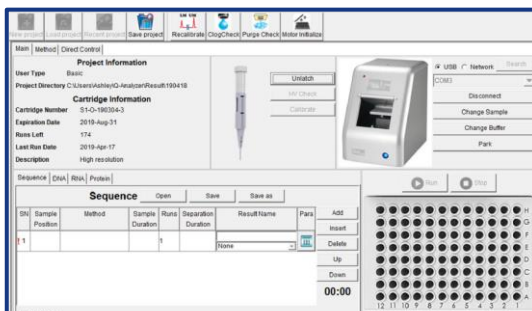 New project Load project Recent project Save project Recalibrate ClogCheck Purge Check Motor Initialize
Main Method Direct Control
Project Information
User Type Basic
Project Directory C:\Users\Ashley\Q-Analyzer\Result\190418
Cartridge Information
Cartridge Number S1-O-190304-3
Expiration Date 2019-Aug-31
Runs Left 174
Last Run Date 2019-Apr-17
Description High resolution
Unlatch
HV Check
Calibrate
USB Network Search
COM3
Disconnect
Change Sample
Change Buffer
Park
Sequence DNA RNA Protein
Sequence Open Save Save as
SN Sample Position Method Sample Duration Runs Separation Duration Result Name Para
! 1 1 None
Add
Insert
Delete
Up
Down
00:00
Run Stop
H
G
F
E
D
C
B
A
12 11 10 9 8 7 6 5 4 3 2 1